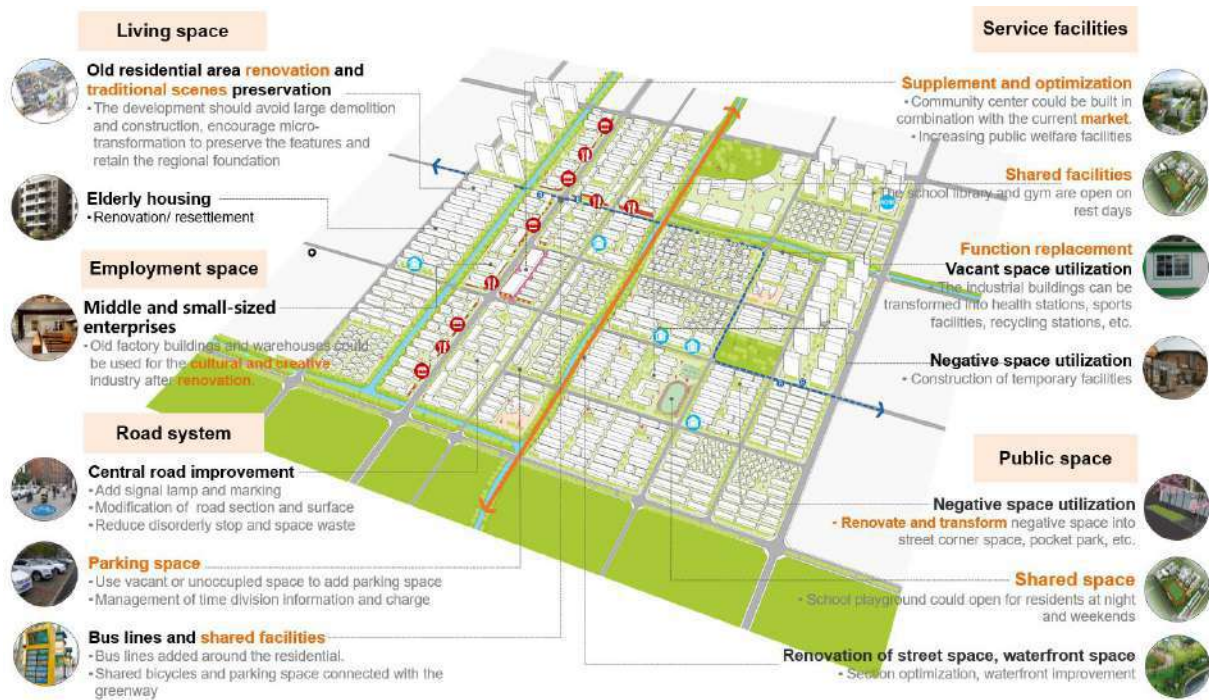 Living space
Old residential area renovation and
traditional scenes preservation
• The development should avoid large demolition
and construction, encourage micro-
transformation to preserve the features and
retain the regional foundation
Elderly housing
• Renovation/ resettlement
Employment space
Middle and small-sized
enterprises
• Old factory buildings and warehouses could
be used for the cultural and creative
industry after renovation.
Road system
Central road improvement
• Add signal lamp and marking
• Modification of road section and surface
• Reduce disorderly stop and space waste
Parking space
• Use vacant or unoccupied space to add parking space
• Management of time division information and charge
Bus lines and shared facilities
• Bus lines added around the residential.
• Shared bicycles and parking space connected with the
greenway
Service facilities
Supplement and optimization
• Community center could be built in
combination with the current market.
• Increasing public welfare facilities
Shared facilities
• The school library and gym are open on
rest days
Function replacement
Vacant space utilization
• The industrial buildings can be
transformed into health stations, sports
facilities, recycling stations, etc.
Negative space utilization
• Construction of temporary facilities
Public space
Negative space utilization
- Renovate and transform negative space into
street corner space, pocket park, etc.
Shared space
• School playground could open for residents at night
and weekends
Renovation of street space, waterfront space
• Section optimization, waterfront improvement